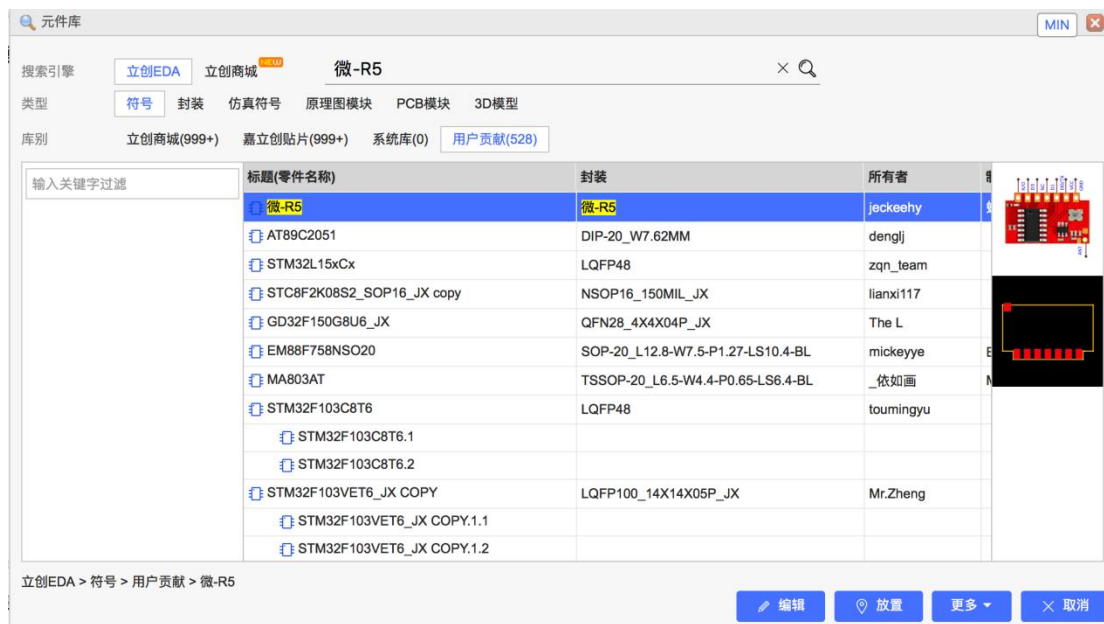 元件库
MIN
搜索引擎 立创EDA 立创商城 NEW 微-R5
类型 符号 封装 仿真符号 原理图模块 PCB模块 3D模型
库别 立创商城(999+) 嘉立创贴片(999+) 系统库(0) 用户贡献(528)
输入关键字过滤
标题(零件名称) 封装 所有者
微-R5 微-R5 jeckeehy
AT89C2051 DIP-20_W7.62MM denglj
STM32L15xCx LQFP48 zqn_team
STC8F2K08S2_SOP16_JX copy NSOP16_150MIL_JX lianxi117
GD32F150G8U6_JX QFN28_4X4X04P_JX The L
EM88F758NSO20 SOP-20_L12.8-W7.5-P1.27-LS10.4-BL mickeyye
MA803AT TSSOP-20_L6.5-W4.4-P0.65-LS6.4-BL _依如画
STM32F103C8T6 LQFP48 toumingyu
STM32F103C8T6.1
STM32F103C8T6.2
STM32F103VET6_JX COPY LQFP100_14X14X05P_JX Mr.Zheng
STM32F103VET6_JX COPY.1.1
STM32F103VET6_JX COPY.1.2
立创EDA > 符号 > 用户贡献 > 微-R5
编辑 放置 更多 取消